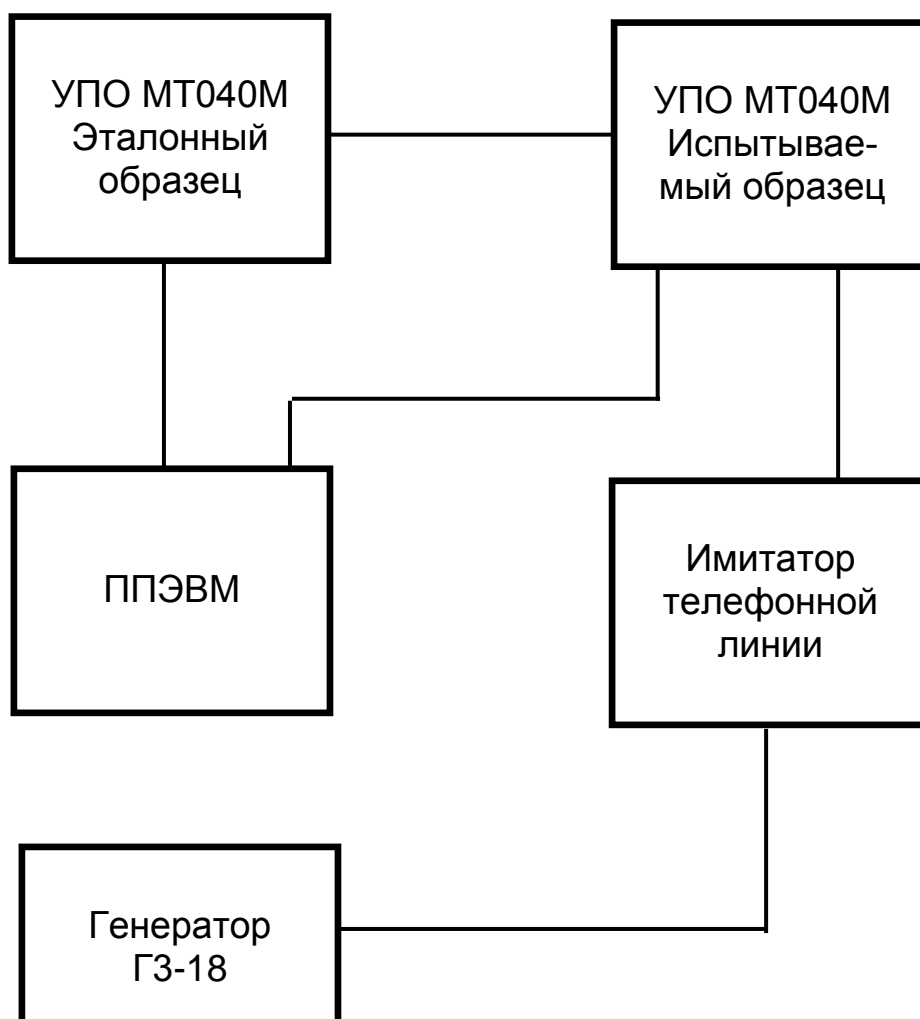 УПО МТ040М
Эталонный
образец
УПО МТ040М
Испытывае-
мый образец
ППЭВМ
Имитатор
телефонной
линии
Генератор
Г3-18